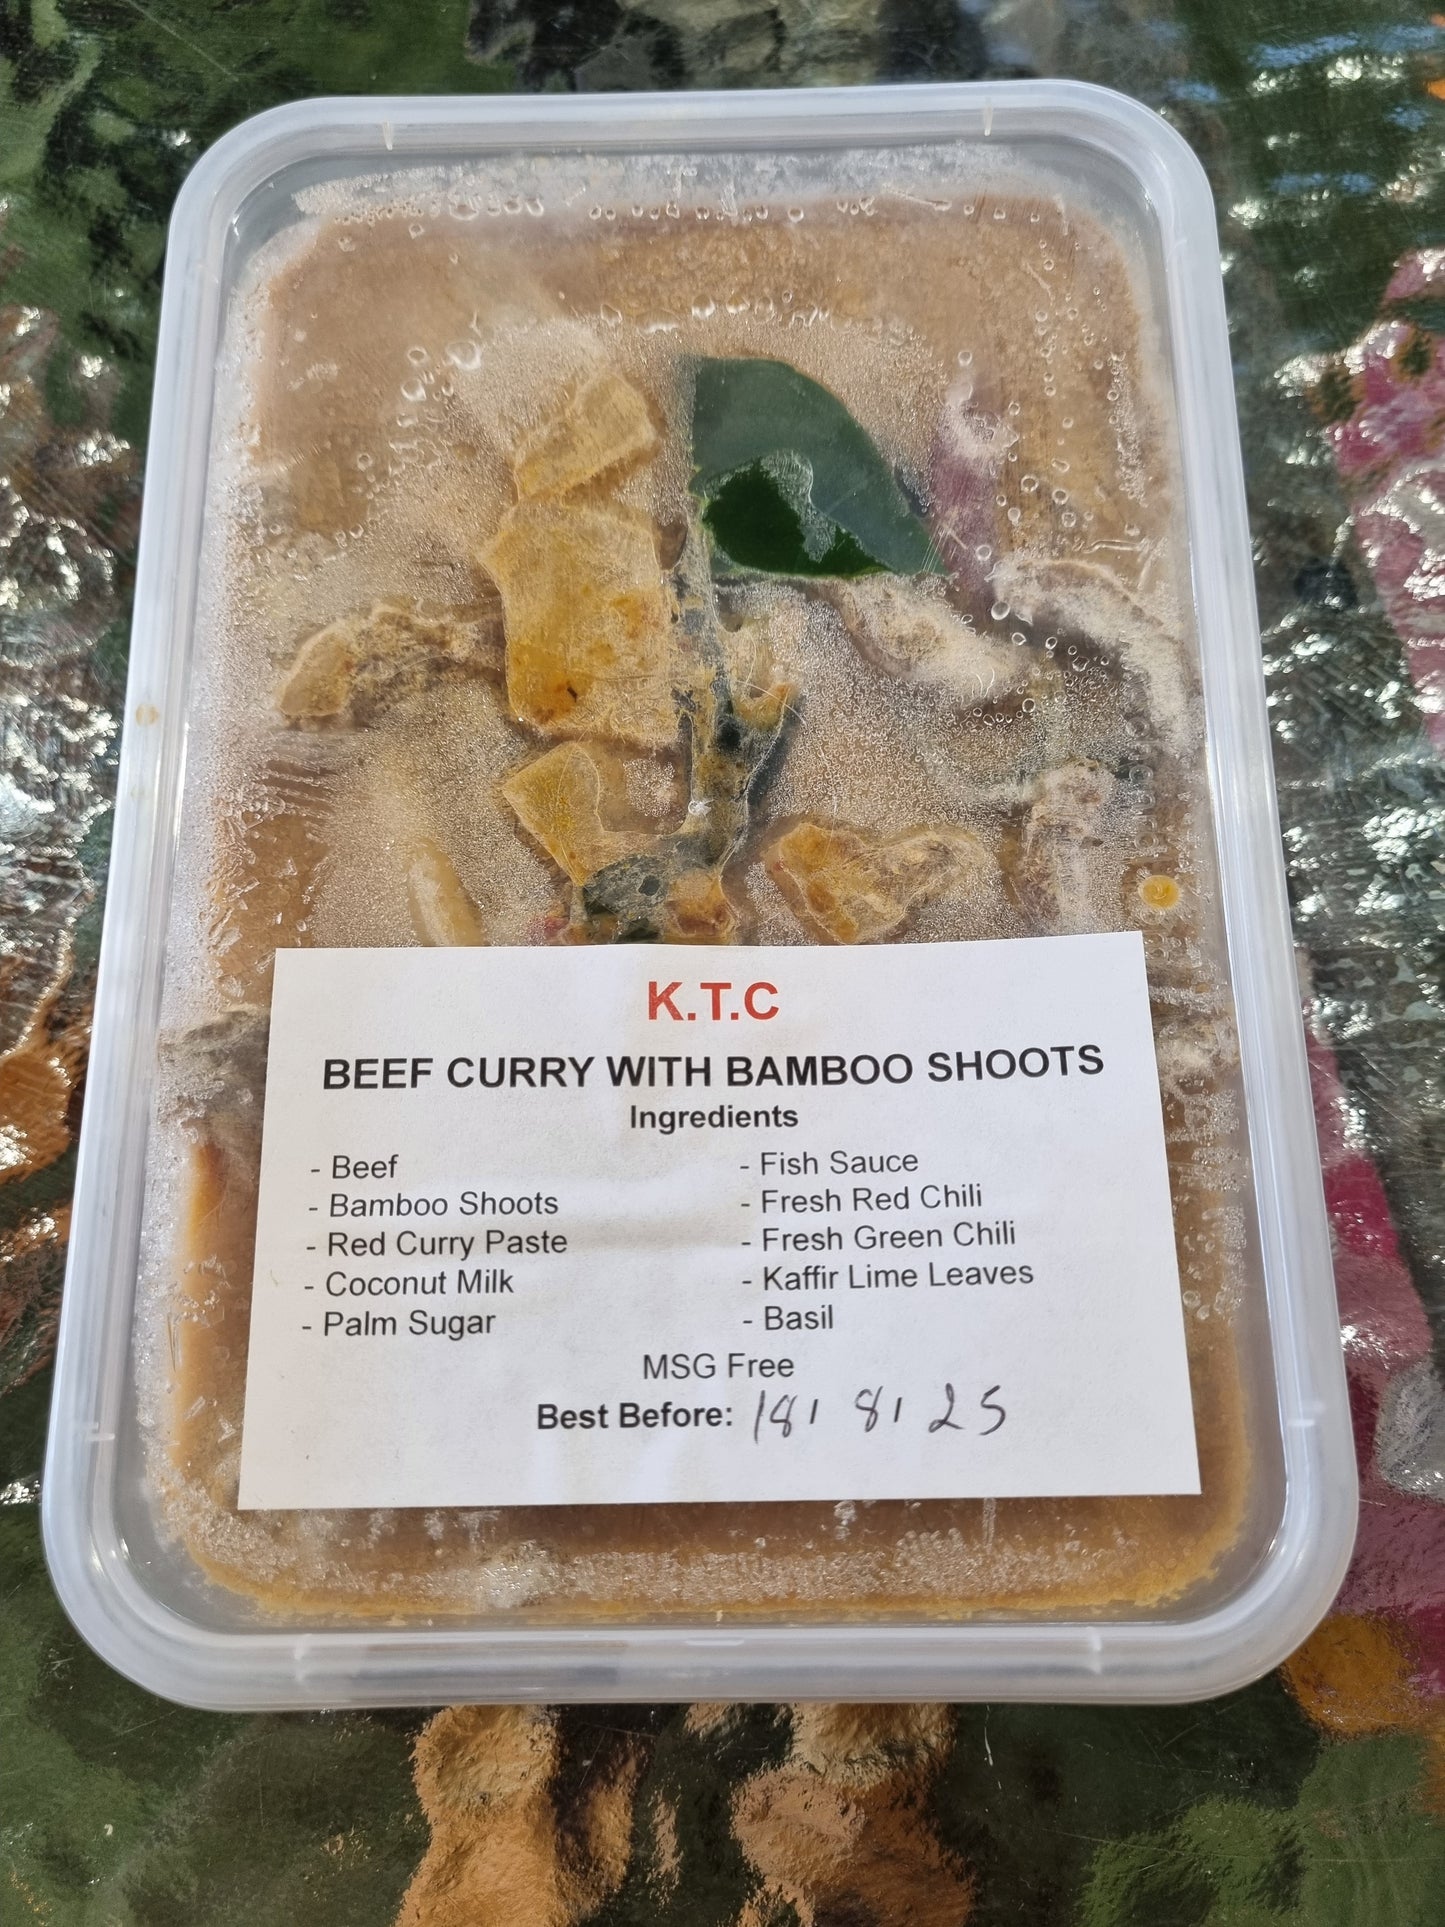 K.T.C
BEEF CURRY WITH BAMBOO SHOOTS
Ingredients
- Beef
- Bamboo Shoots
- Red Curry Paste
- Coconut Milk
- Palm Sugar
- Fish Sauce
- Fresh Red Chili
- Fresh Green Chili
- Kaffir Lime Leaves
- Basil
MSG Free
Best Before: 18/ 8/ 25